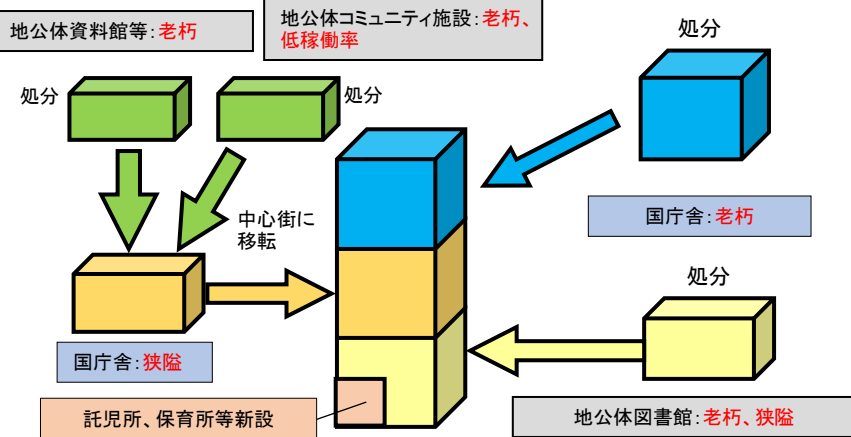 地公体資料館等：老朽
地公体コミュニティ施設：老朽、
低稼働率
処分
処分
処分
中心街に
移転
国庁舎：老朽
処分
国庁舎：狭隘
託児所、保育所等新設
地公体図書館：老朽、狭隘